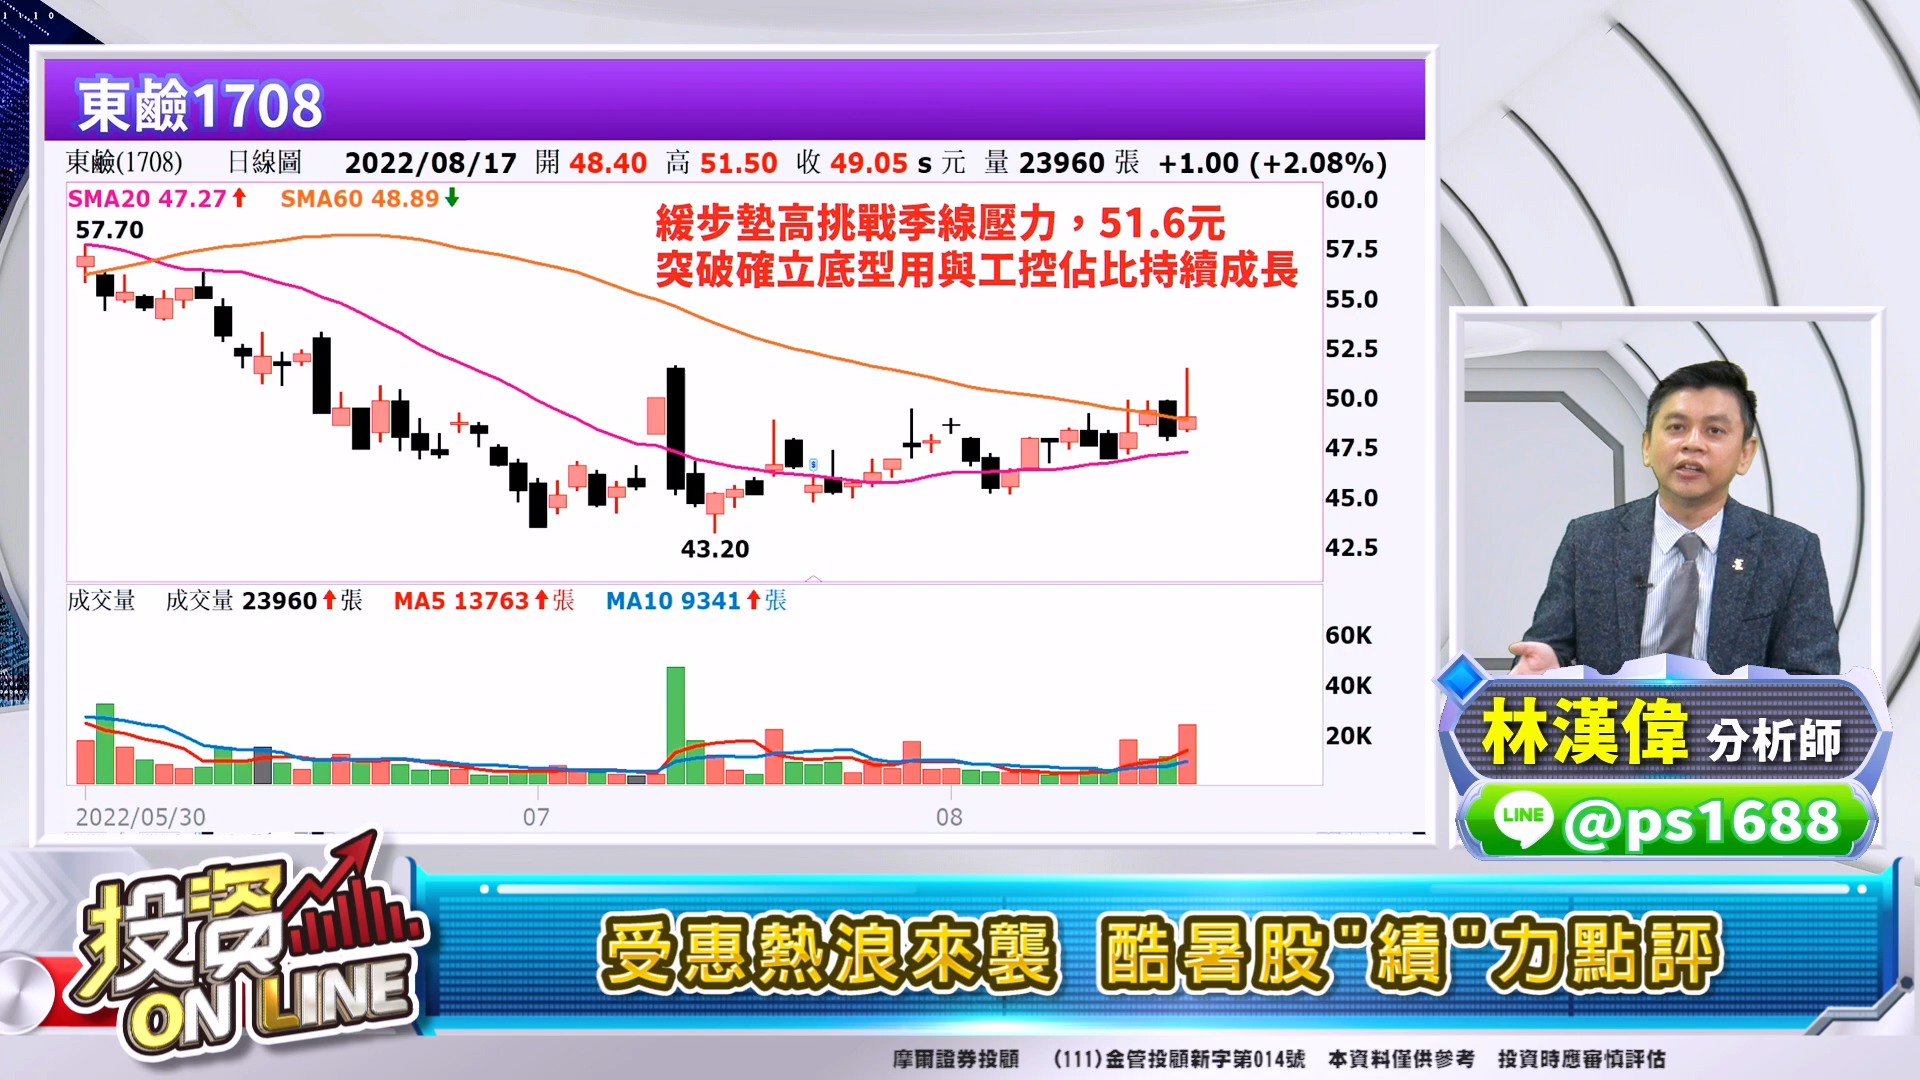 東鹼1708
東鹼(1708) 日線圖 2022/08/17 開 48.40 高 51.50 收 49.05 s 元 量 23960 張 +1.00 (+2.08%)
SMA20 47.27 SMA60 48.89
57.70
緩步墊高挑戰季線壓力，51.6元
突破確立底型用與工控佔比持續成長
60.0
57.5
55.0
52.5
50.0
47.5
45.0
42.5
43.20
成交量 成交量 23960 張 MA5 13763 張 MA10 9341 張
60K
40K
20K
2022/05/30 07 08
林漢偉 分析師
LINE @ps1688
投資
ON LINE
受惠熱浪來襲 酷暑股"績"力點評
摩爾證券投顧 (111)金管投顧新字第014號 本資料僅供參考 投資時應審慎評估